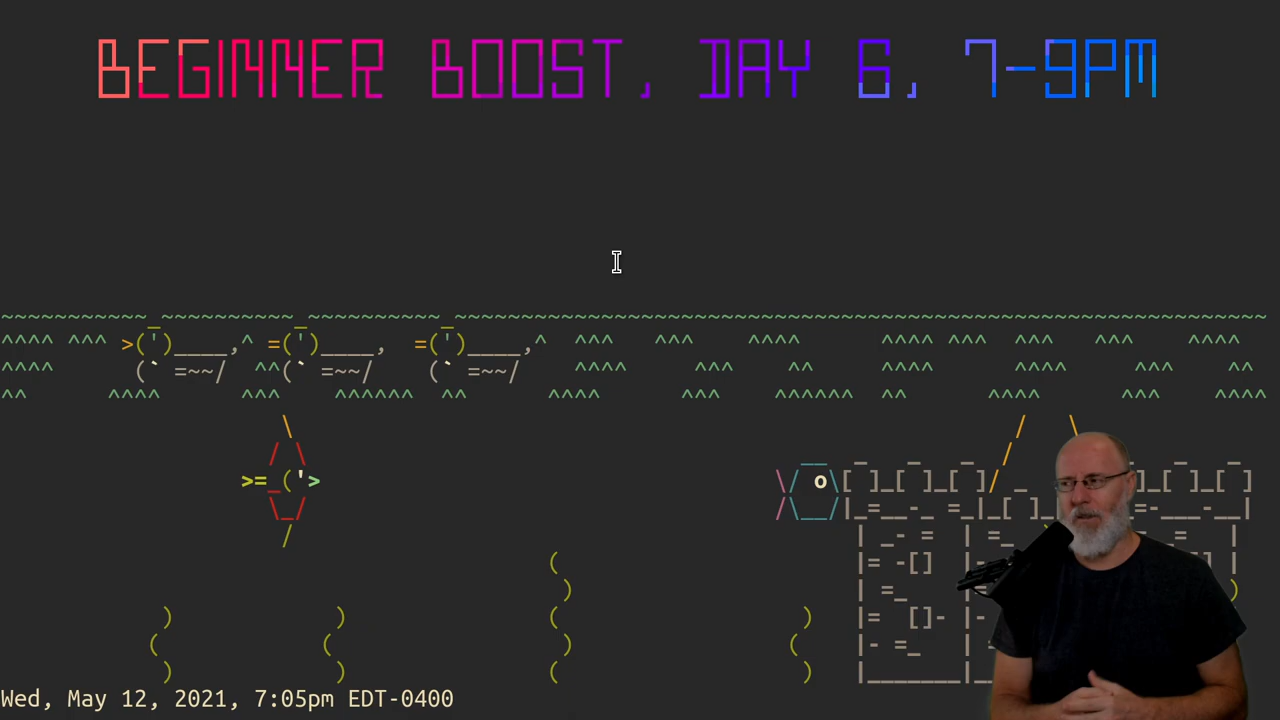 BEGINNER BOOST, DAY 6, 7-9PM
Wed, May 12, 2021, 7:05pm EDT-0400